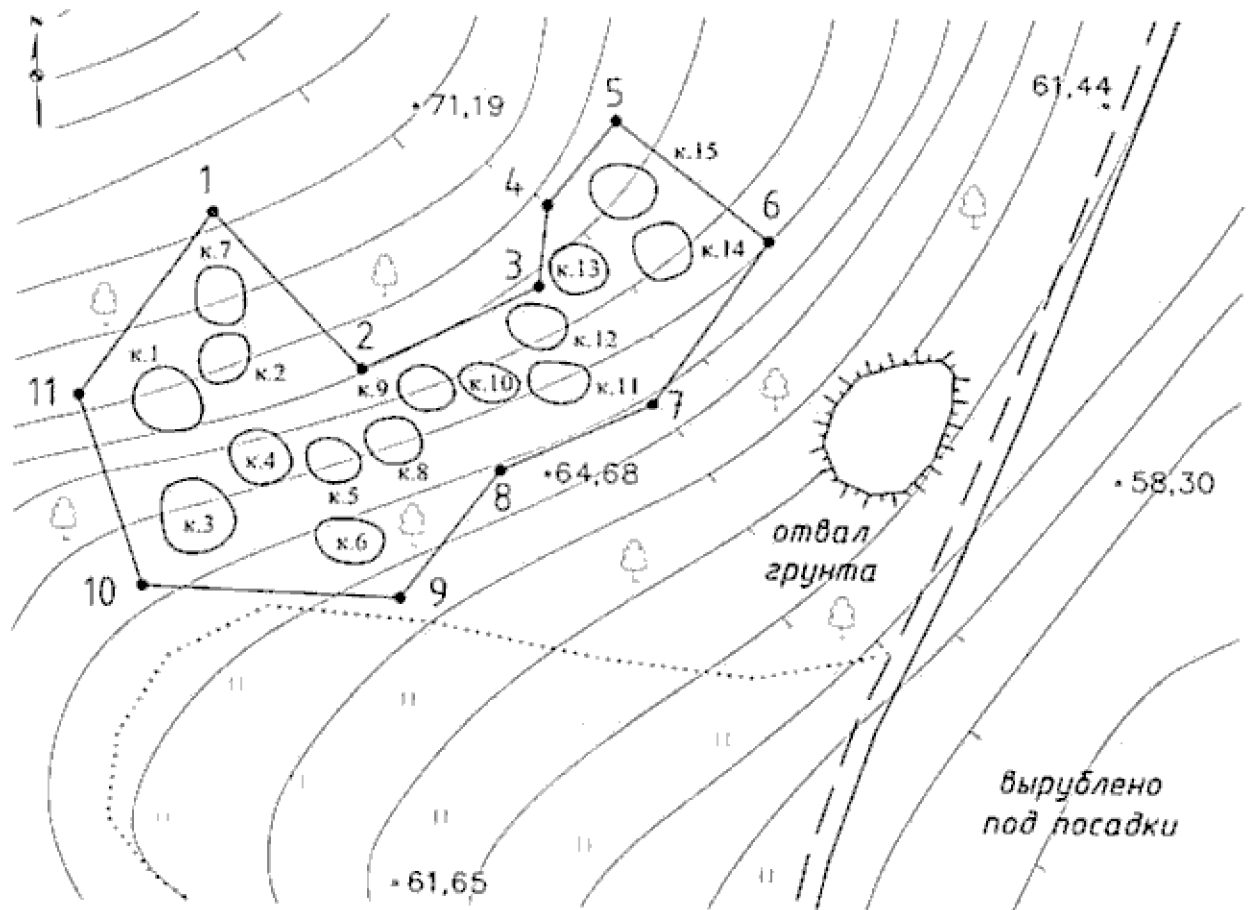 N
71,19
61,44
5
к.15
4
1
6
к.7
к.14
3
к.13
2
к.12
к.1
к.2
к.9
к.10
к.11
11
7
к.4
к.8
к.5
64,68
8
58,30
к.3
к.6
отвал
грунта
10
9
вырублено
под посадки
61,65